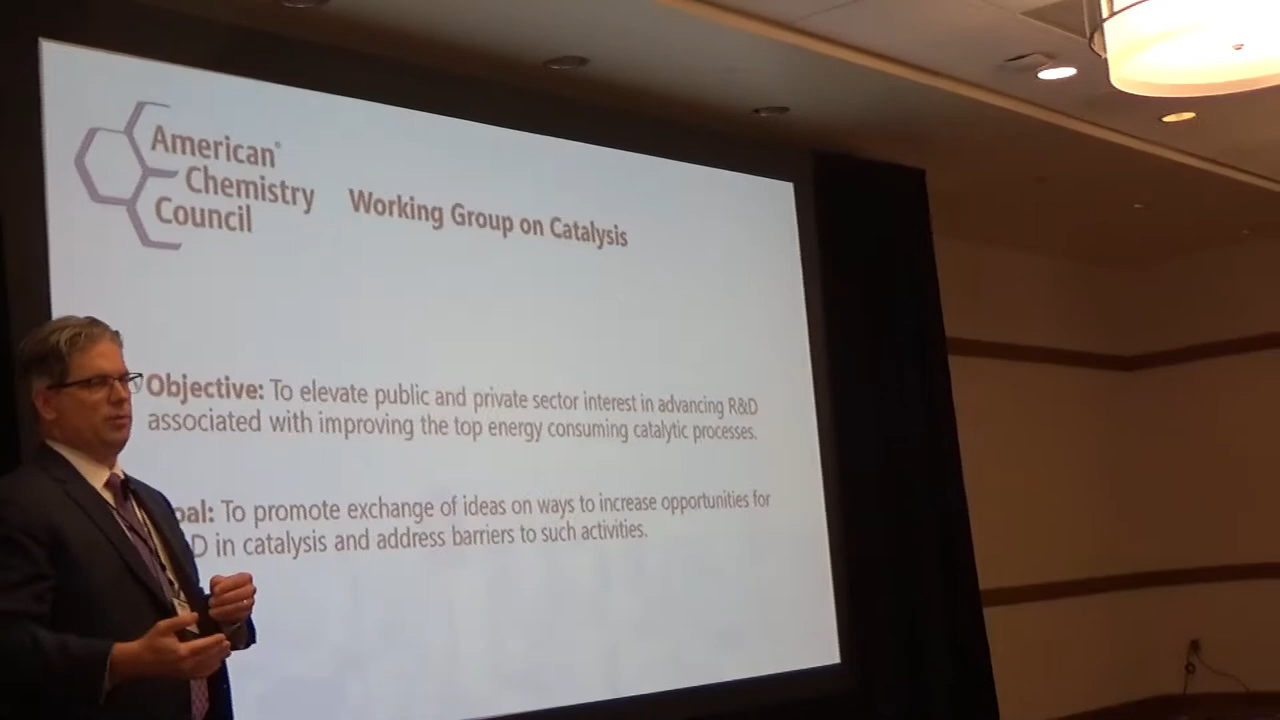 American®
Chemistry
Council
Working Group on Catalysis
Objective: To elevate public and private sector interest in advancing R&D
associated with improving the top energy consuming catalytic processes.
oal: To promote exchange of ideas on ways to increase opportunities for
D in catalysis and address barriers to such activities.